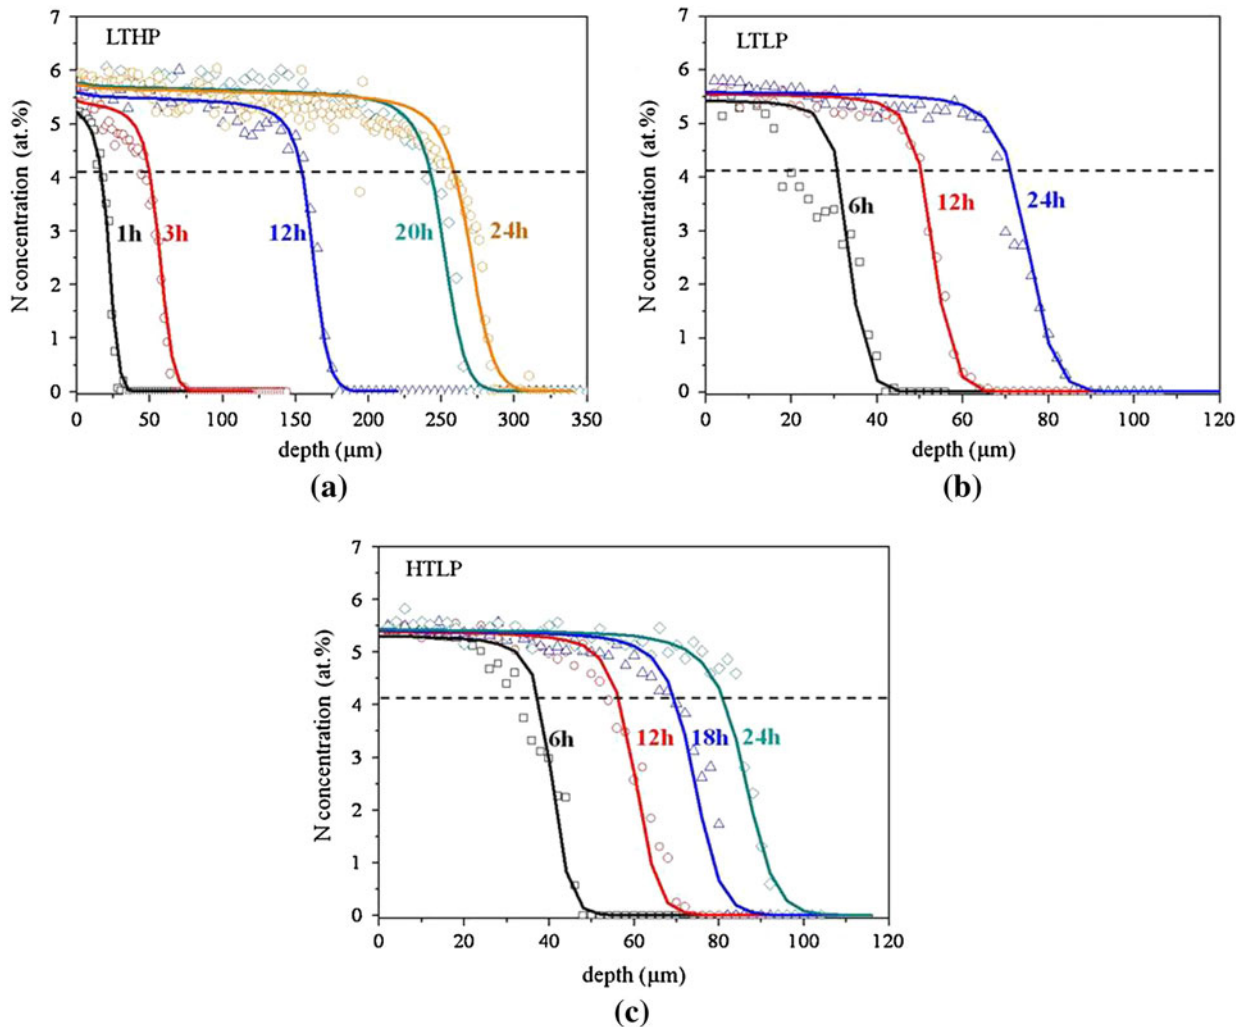 LTHP
N concentration (at.%)
7
6
5
4
3
2
1
0
1h
3h
12h
20h
24h
0
50
100
150
200
250
300
350
depth (μm)
(a)
LTLP
N concentration (at.%)
7
6
5
4
3
2
1
0
6h
12h
24h
0
20
40
60
80
100
120
depth (μm)
(b)
HTLP
N concentration (at.%)
7
6
5
4
3
2
1
0
6h
12h
18h
24h
0
20
40
60
80
100
120
depth (μm)
(c)